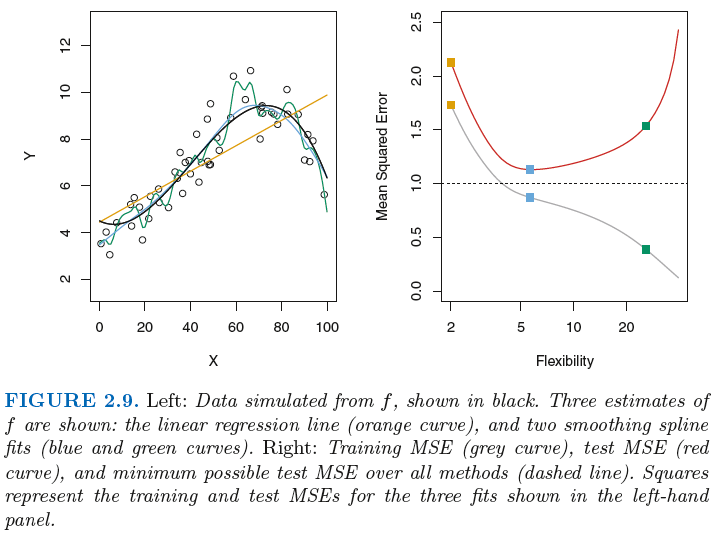 12
10
8
6
4
2
Y
0 20 40 60 80 100
X
2.5
2.0
1.5
1.0
0.5
0.0
Mean Squared Error
2 5 10 20
Flexibility
FIGURE 2.9. Left: Data simulated from f, shown in black. Three estimates of
f are shown: the linear regression line (orange curve), and two smoothing spline
fits (blue and green curves). Right: Training MSE (grey curve), test MSE (red
curve), and minimum possible test MSE over all methods (dashed line). Squares
represent the training and test MSEs for the three fits shown in the left-hand
panel.